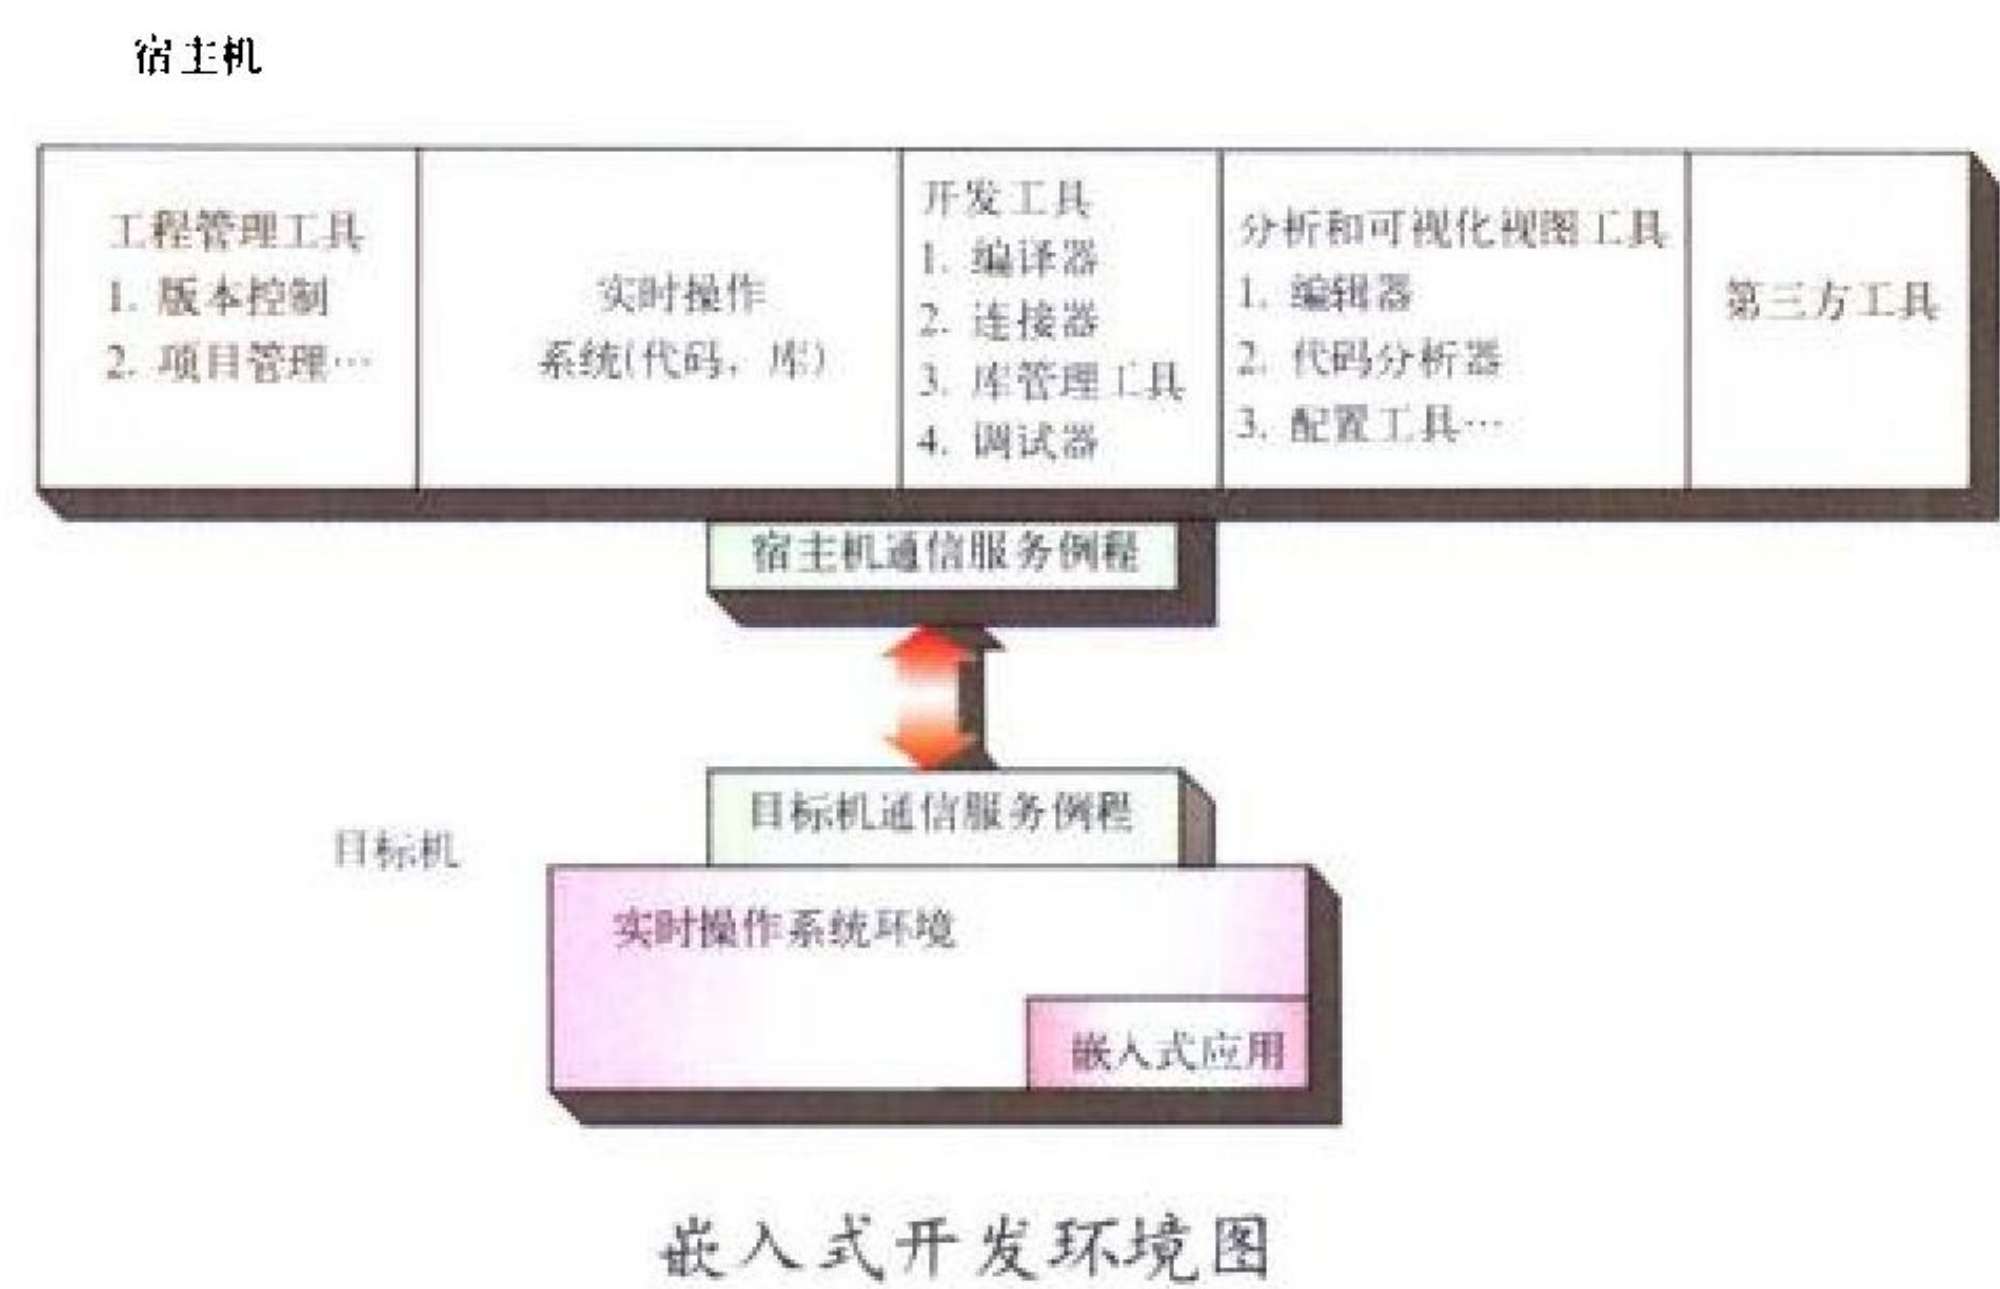 宿主机
工程管理工具
1. 版本控制
2. 项目管理…
实时操作
系统(代码，库)
开发工具
1. 编译器
2. 连接器
3. 库管理工具
4. 调试器
分析和可视化视图工具
1. 编辑器
2. 代码分析器
3. 配置工具…
第三方工具
宿主机通信服务例程
目标机通信服务例程
目标机
实时操作系统环境
嵌入式应用
嵌入式开发环境图